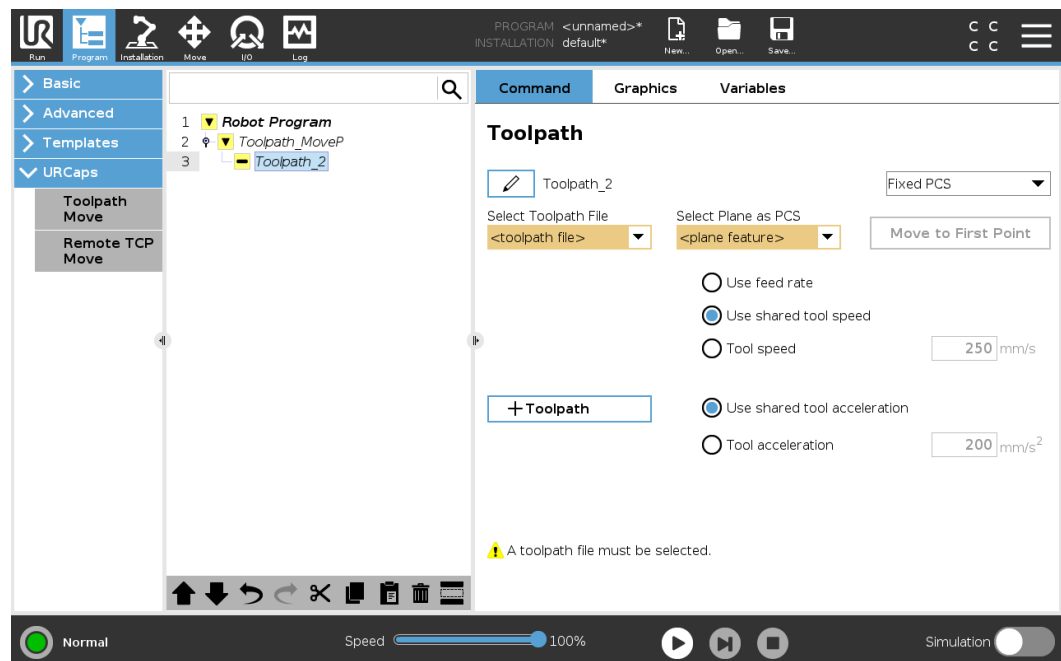 PROGRAM <unnamed>*
INSTALLATION default*
C C
C C
Run
Program
Installation
Move
I/O
Log
New...
Open...
Save...
Basic
Advanced
Templates
URCaps
Toolpath
Move
Remote TCP
Move
1 Robot Program
2 Toolpath_MoveP
3 Toolpath_2
Command Graphics Variables
Toolpath
Toolpath_2
Fixed PCS
Select Toolpath File
Select Plane as PCS
<toolpath file>
<plane feature>
Move to First Point
Use feed rate
Use shared tool speed
Tool speed 250 mm/s
+Toolpath
Use shared tool acceleration
Tool acceleration 200 mm/s²
A toolpath file must be selected.
Normal
Speed 100%
Simulation